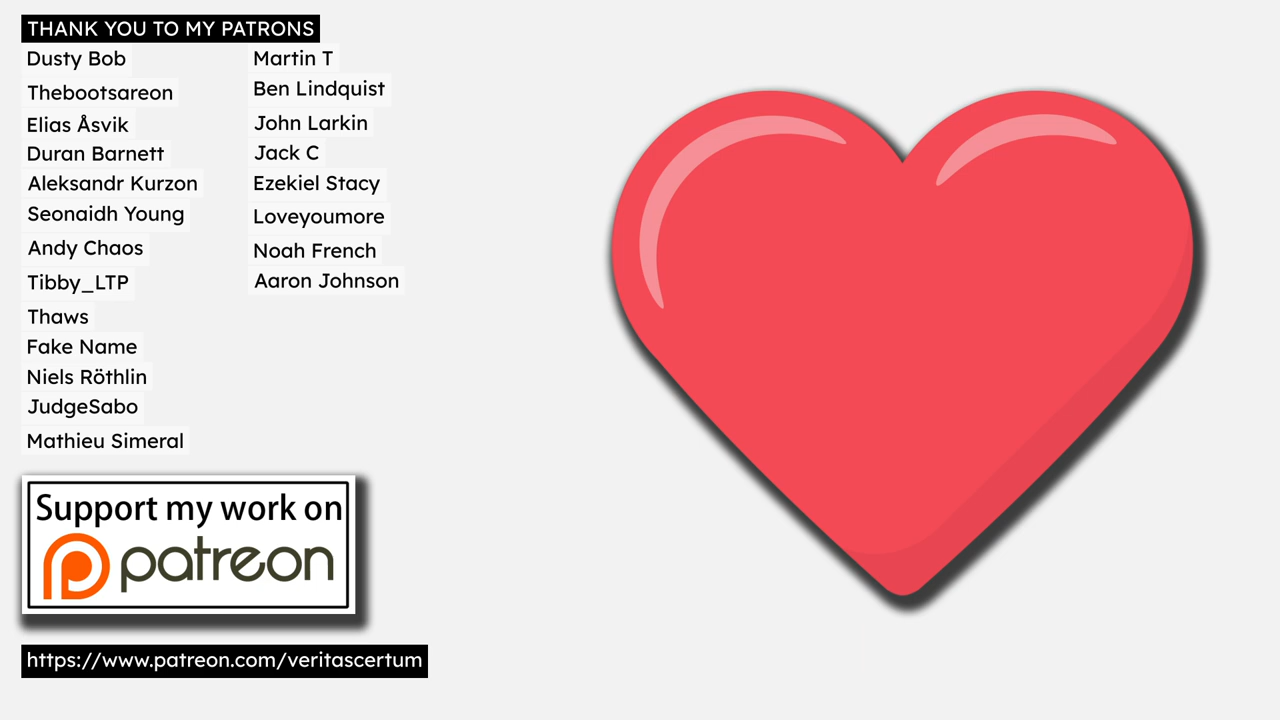 THANK YOU TO MY PATRONS
Dusty Bob
Thebootsareon
Elias Åsvik
Duran Barnett
Aleksandr Kurzon
Seonaidh Young
Andy Chaos
Tibby_LTP
Thaws
Fake Name
Niels Röthlin
JudgeSabo
Mathieu Simeral
Martin T
Ben Lindquist
John Larkin
Jack C
Ezekiel Stacy
Loveyoumore
Noah French
Aaron Johnson
Support my work on
patreon
https://www.patreon.com/veritascertum